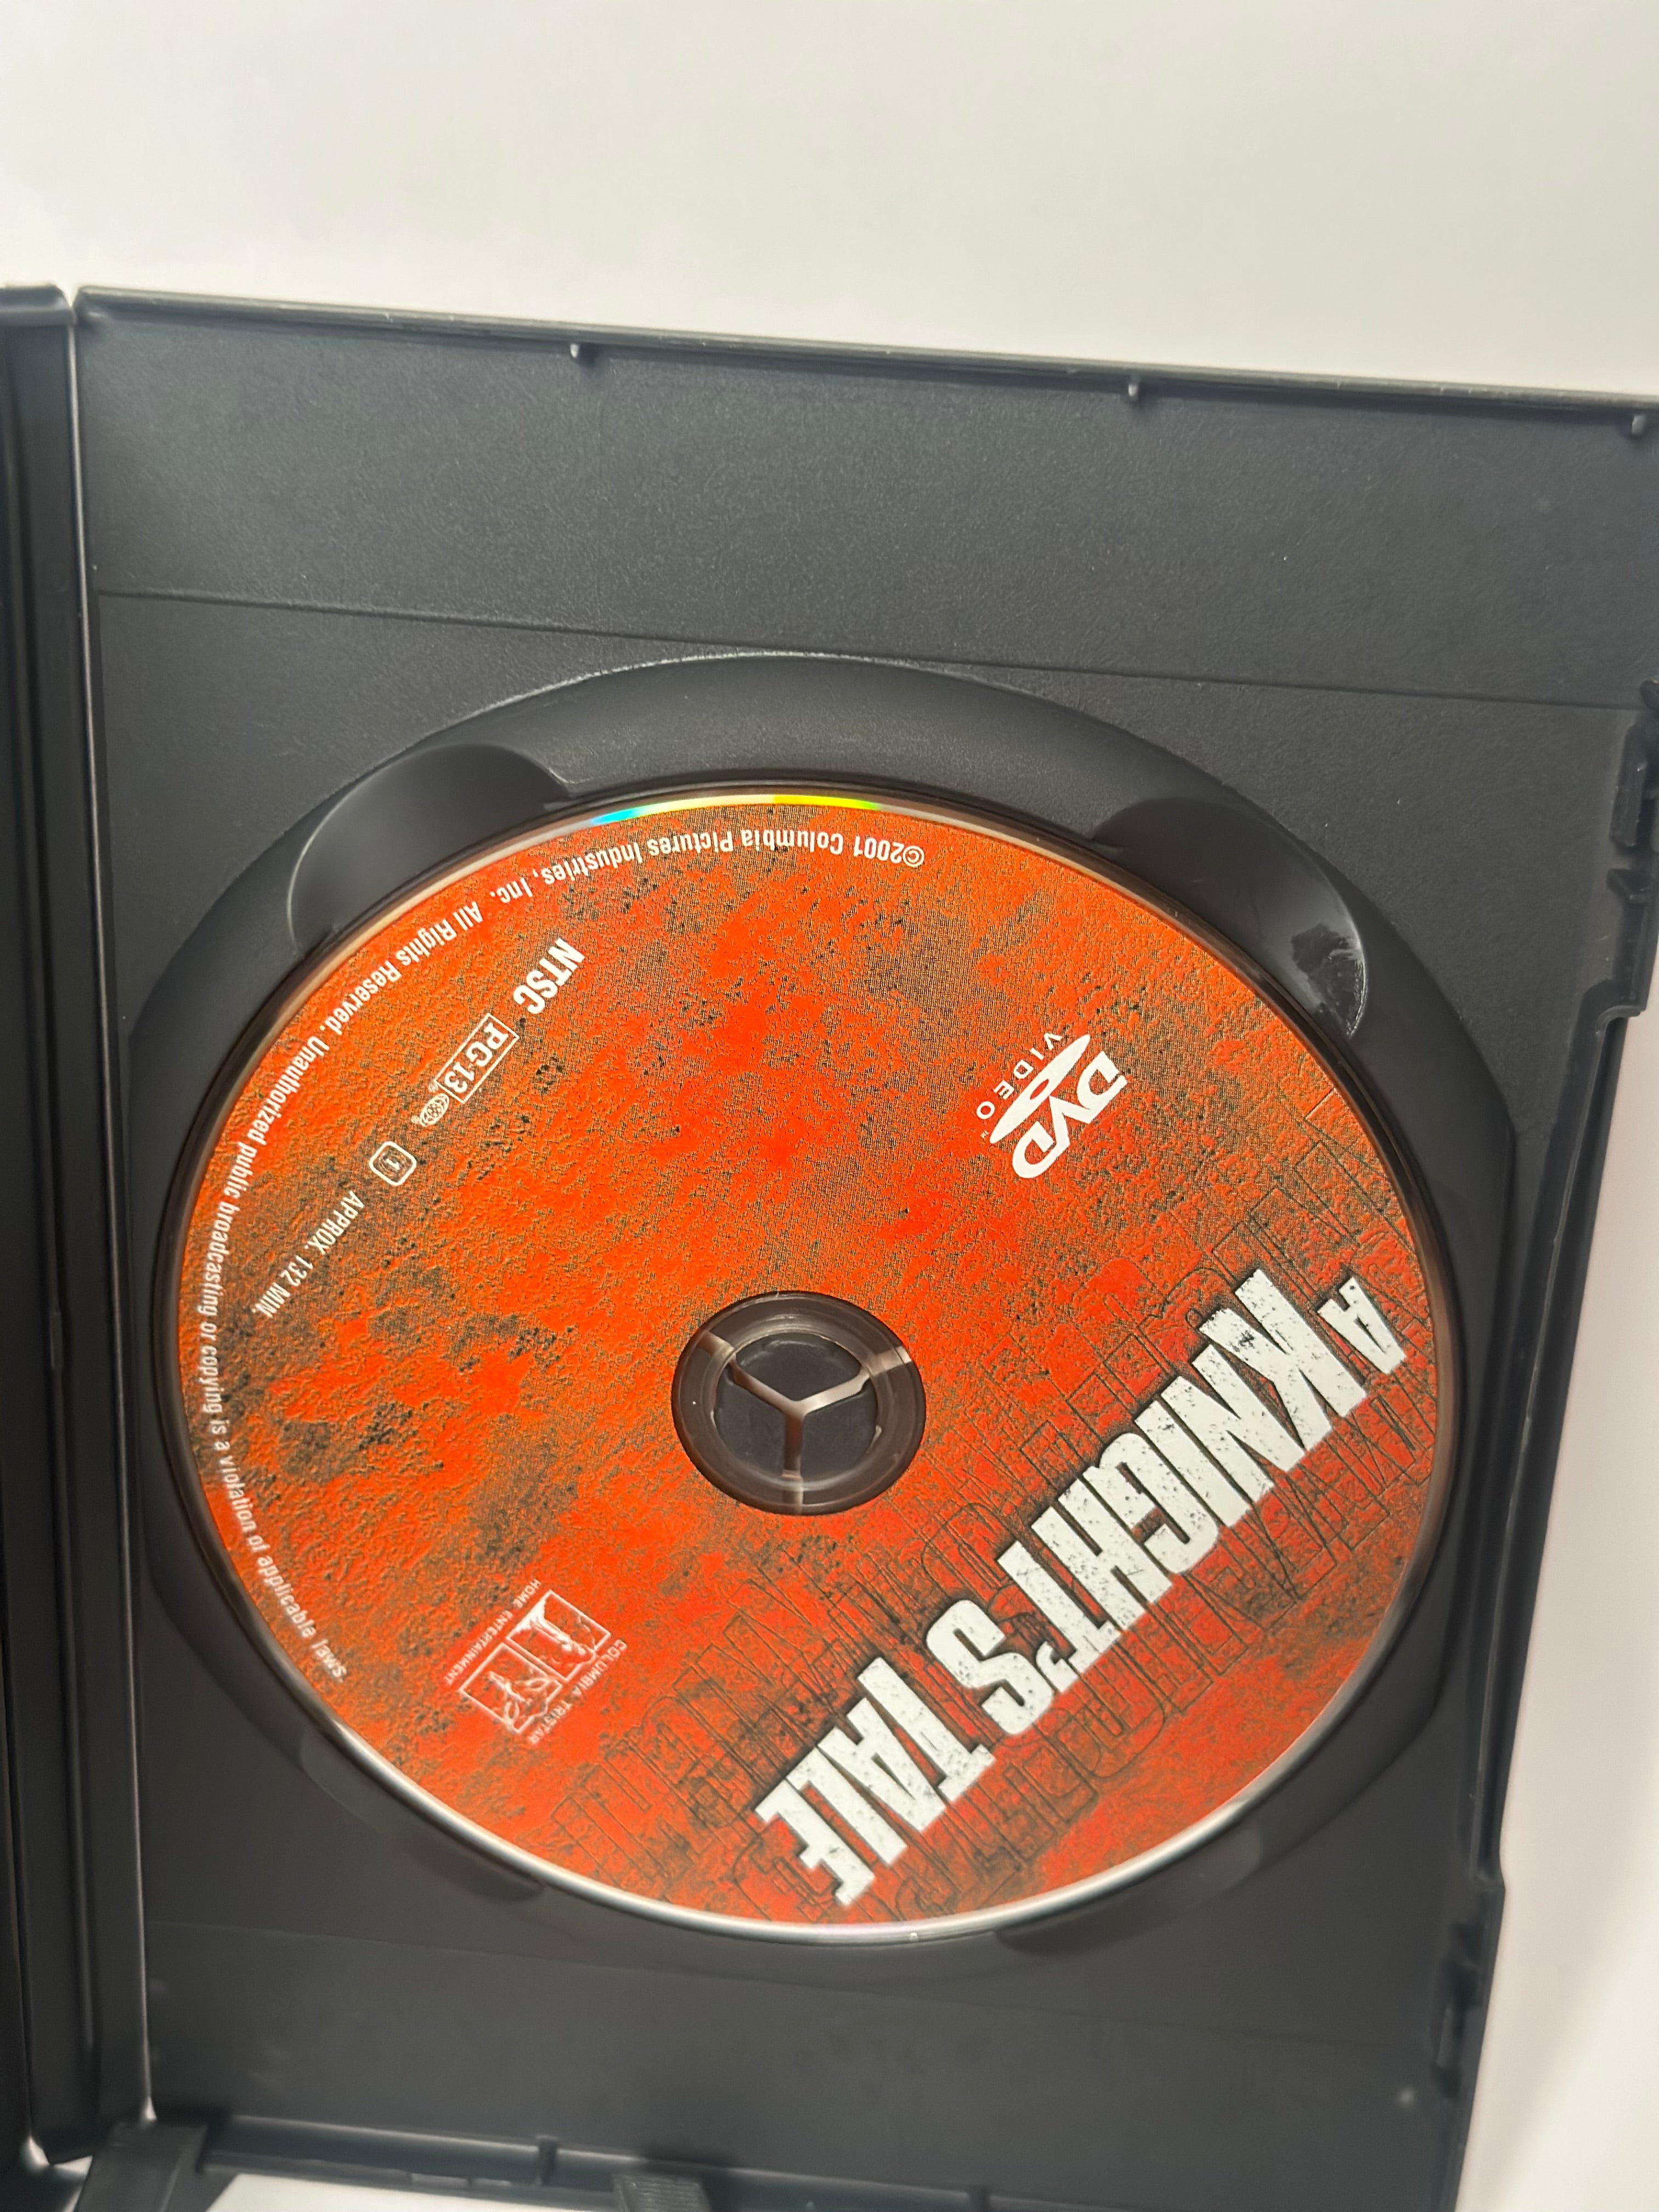 A KNIGHT'S TALE
DVD
VIDEO
TM
COLUMBIA TRISTAR
HOME ENTERTAINMENT
NTSC
PG-13
1
APPROX. 132 MIN.
©2001 Columbia Pictures Industries, Inc. All Rights Reserved. Unauthorized public broadcasting or copying is a violation of applicable laws.